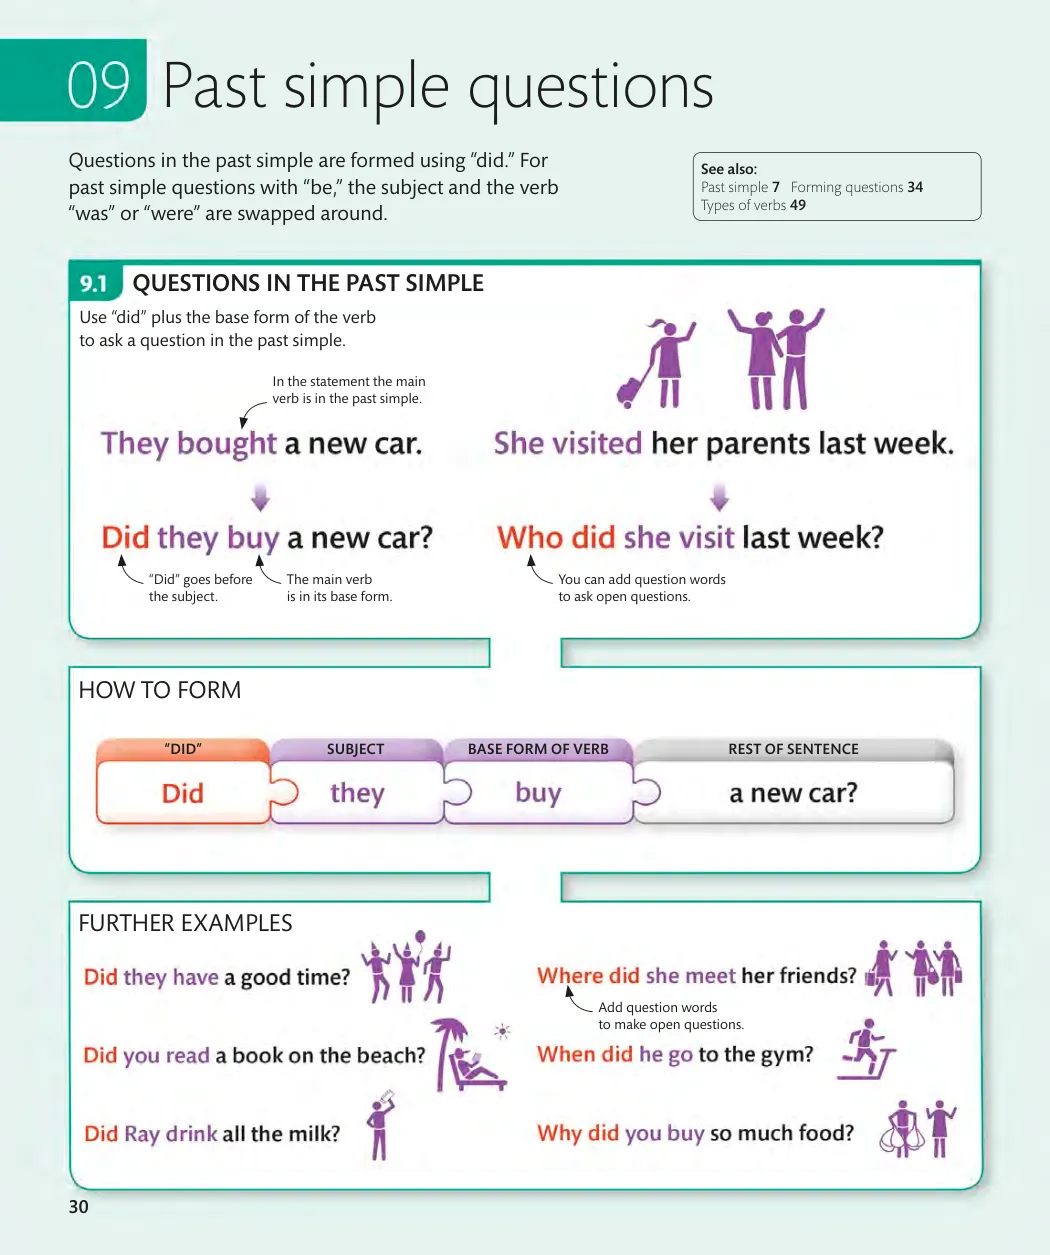 09 Past simple questions
Questions in the past simple are formed using “did.” For
past simple questions with “be,” the subject and the verb
“was” or “were” are swapped around.
See also:
Past simple 7 Forming questions 34
Types of verbs 49
9.1 QUESTIONS IN THE PAST SIMPLE
Use “did” plus the base form of the verb
to ask a question in the past simple.
In the statement the main
verb is in the past simple.
They bought a new car.
She visited her parents last week.
Did they buy a new car?
Who did she visit last week?
“Did” goes before
the subject.
The main verb
is in its base form.
You can add question words
to ask open questions.
HOW TO FORM
“DID” SUBJECT BASE FORM OF VERB REST OF SENTENCE
Did they buy a new car?
FURTHER EXAMPLES
Did they have a good time?
Did you read a book on the beach?
Did Ray drink all the milk?
Where did she meet her friends?
Add question words
to make open questions.
When did he go to the gym?
Why did you buy so much food?
30